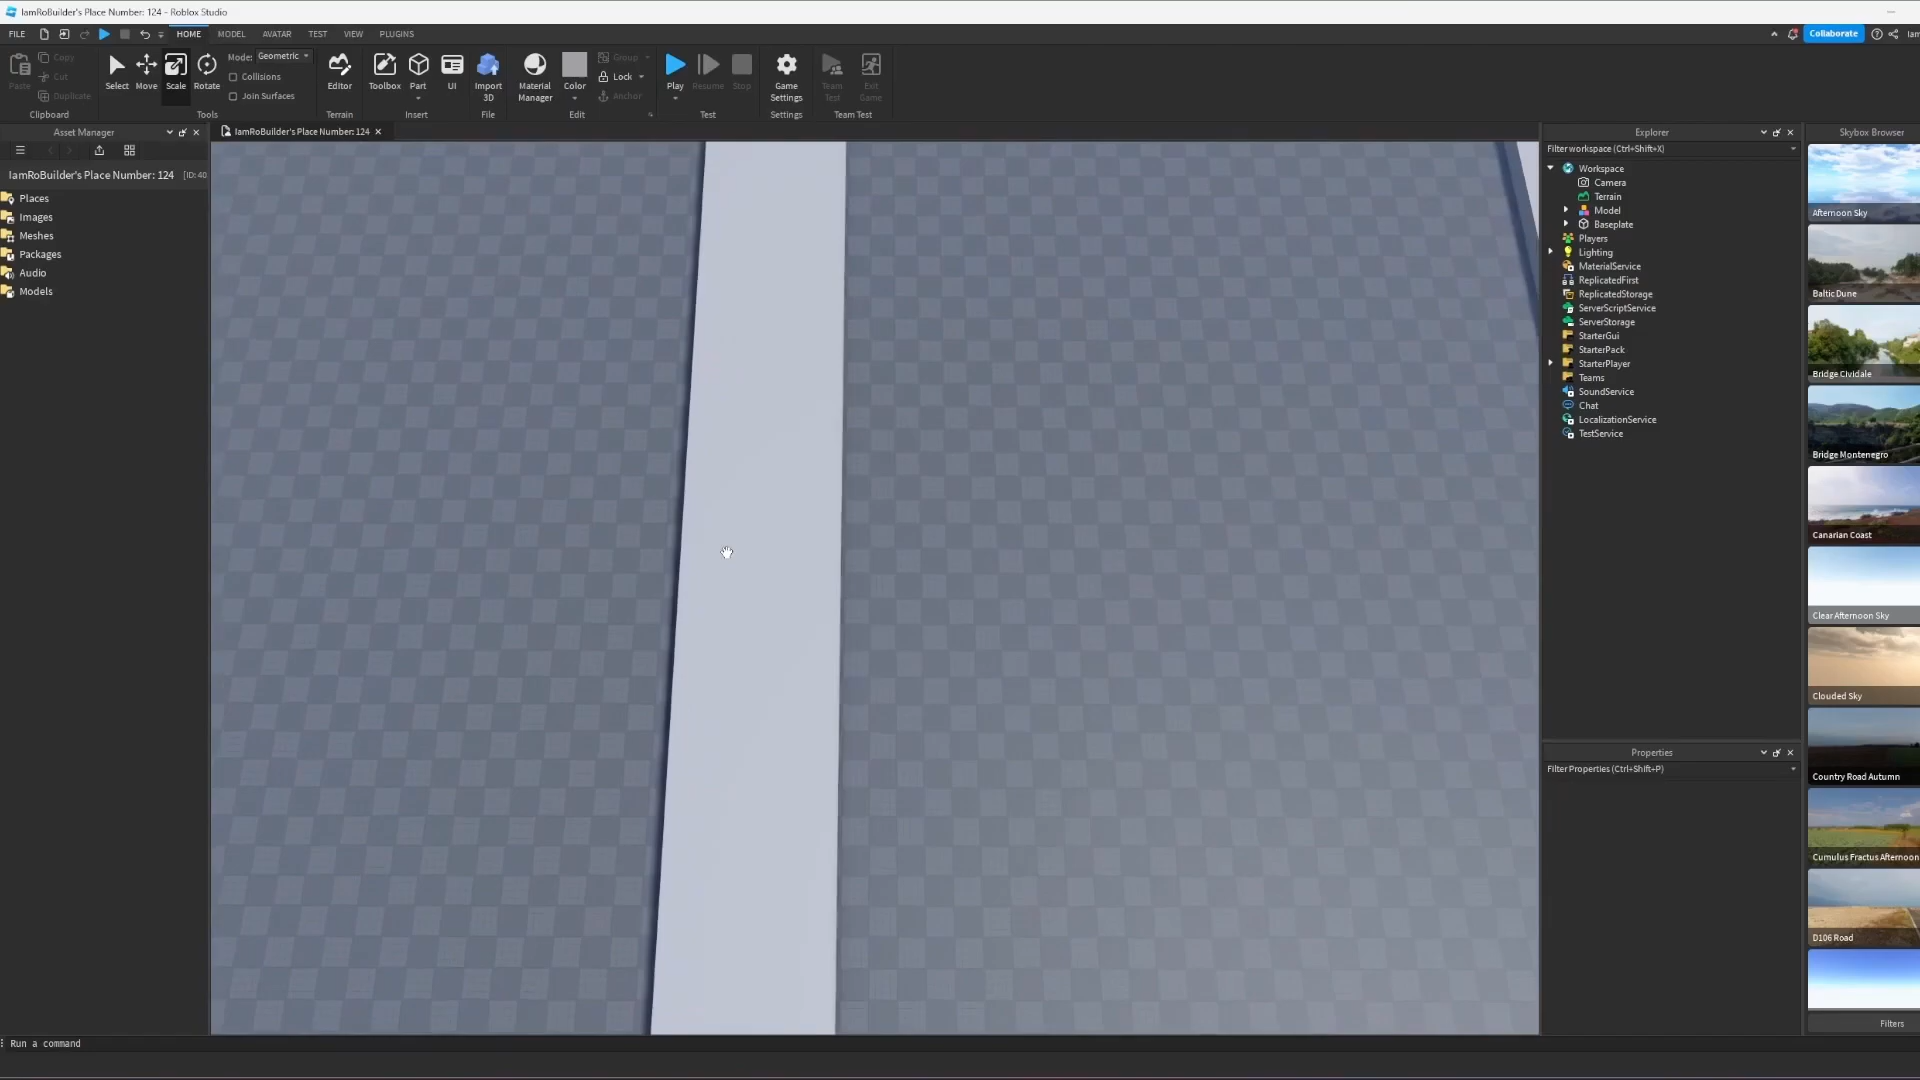 IamRoBuilder's Place Number: 124 - Roblox Studio
FILE
HOME MODEL AVATAR TEST VIEW PLUGINS
Collaborate
Paste
Copy
Cut
Duplicate
Clipboard
Select Move Scale Rotate
Mode: Geometric
Collisions
Join Surfaces
Tools
Editor
Terrain
Toolbox Part UI
Insert
Import
3D
File
Material
Manager
Color
Group
Lock
Anchor
Edit
Play Resume Stop
Test
Game
Settings
Settings
Team
Test
Exit
Game
Team Test
Asset Manager
IamRoBuilder's Place Number: 124
Explorer
Skybox Browser
Filter workspace (Ctrl+Shift+X)
IamRoBuilder's Place Number: 124 [ID: 40
Places
Images
Meshes
Packages
Audio
Models
Workspace
Camera
Terrain
Model
Baseplate
Players
Lighting
MaterialService
ReplicatedFirst
ReplicatedStorage
ServerScriptService
ServerStorage
StarterGui
StarterPack
StarterPlayer
Teams
SoundService
Chat
LocalizationService
TestService
Properties
Filter Properties (Ctrl+Shift+P)
Afternoon Sky
Baltic Dune
Bridge Cividale
Bridge Montenegro
Canarian Coast
Clear Afternoon Sky
Clouded Sky
Country Road Autumn
Cumulus Fractus Afternoon
D106 Road
Filters
Run a command